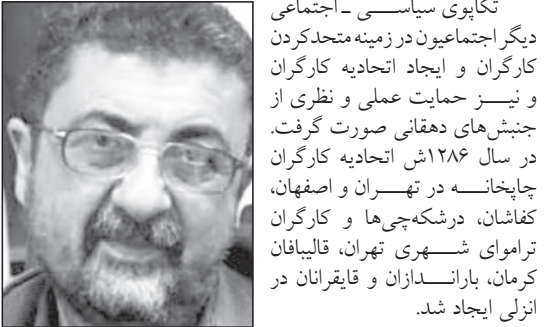 تکاپوی سیاسی ـ اجتماعی
دیگر اجتماعیون در زمینه متحدکردن
کارگران و ایجاد اتحادیه کارگران
و نیز حمایت عملی و نظری از
جنبش‌های دهقانی صورت گرفت.
در سال ۱۲۸۶ش اتحادیه کارگران
چاپخانه در تهران و اصفهان،
کفاشان، درشکه‌چی‌ها و کارگران
تراموای شهری تهران، قالیبافان
کرمان، باراندازان و قایقرانان در
انزلی ایجاد شد.